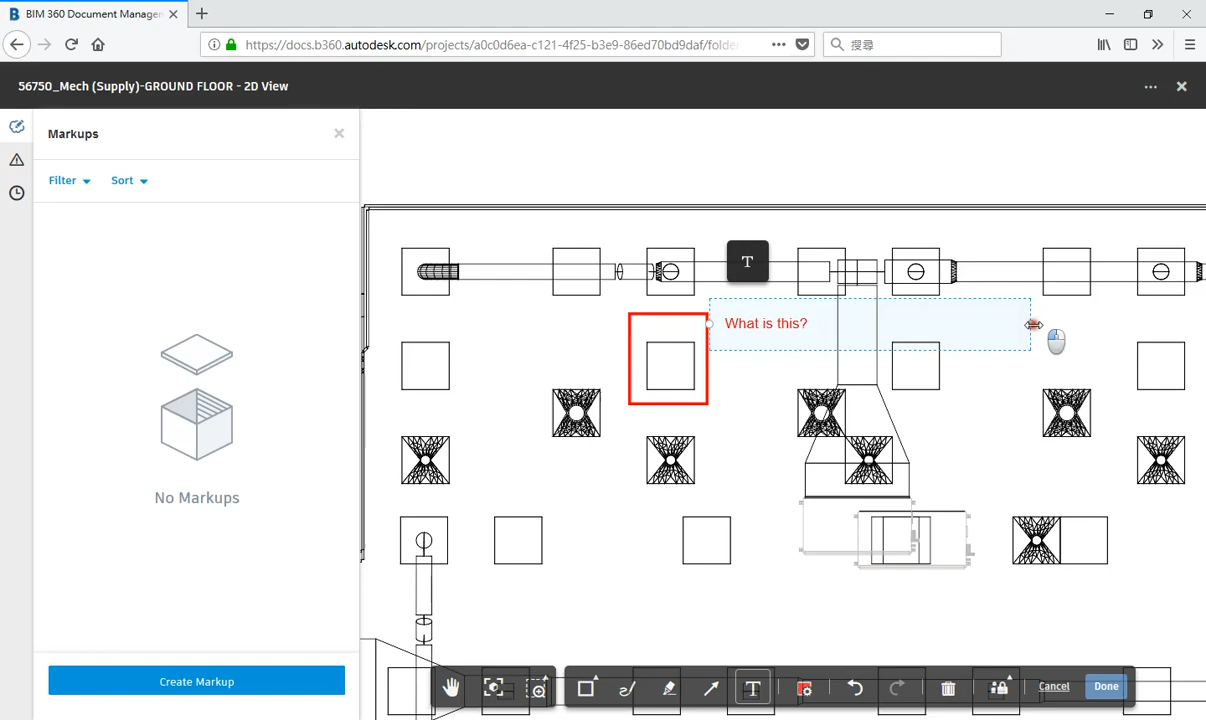 BIM 360 Document Managem
https://docs.b360.autodesk.com/projects/a0c0d6ea-c121-4f25-b3e9-86ed70bd9daf/folde
搜尋
56750_Mech (Supply)-GROUND FLOOR - 2D View
Markups
Filter Sort
T
What is this?
No Markups
Create Markup
T
Cancel
Done